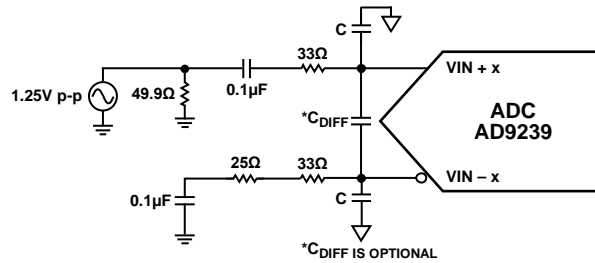 C
33Ω
VIN + x
0.1µF
1.25V p-p
49.9Ω
*CDIFF
ADC
AD9239
25Ω
33Ω
VIN – x
C
0.1µF
*CDIFF IS OPTIONAL